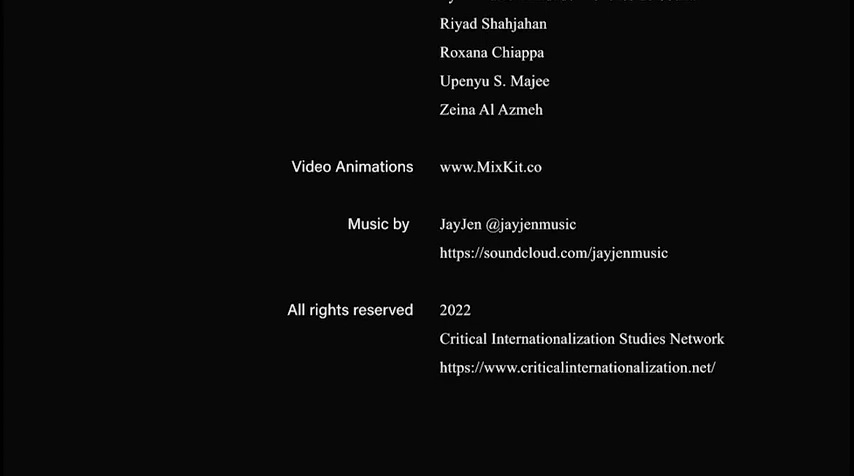 Riyad Shahjahan
Roxana Chiappa
Upenyu S. Majee
Zeina Al Azmeh
Video Animations www.MixKit.co
Music by JayJen @jayjenmusic
https://soundcloud.com/jayjenmusic
All rights reserved 2022
Critical Internationalization Studies Network
https://www.criticalinternationalization.net/